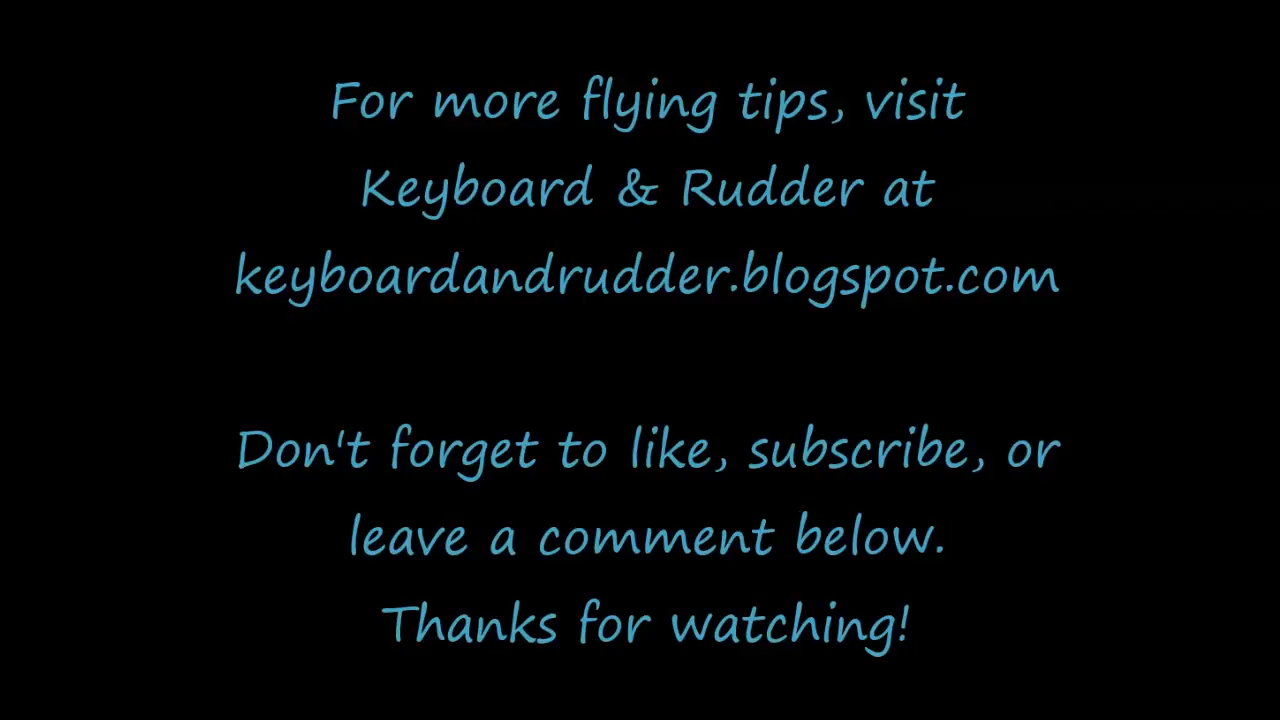 For more flying tips, visit
Keyboard & Rudder at
keyboardandrudder.blogspot.com
Don't forget to like, subscribe, or
leave a comment below.
Thanks for watching!